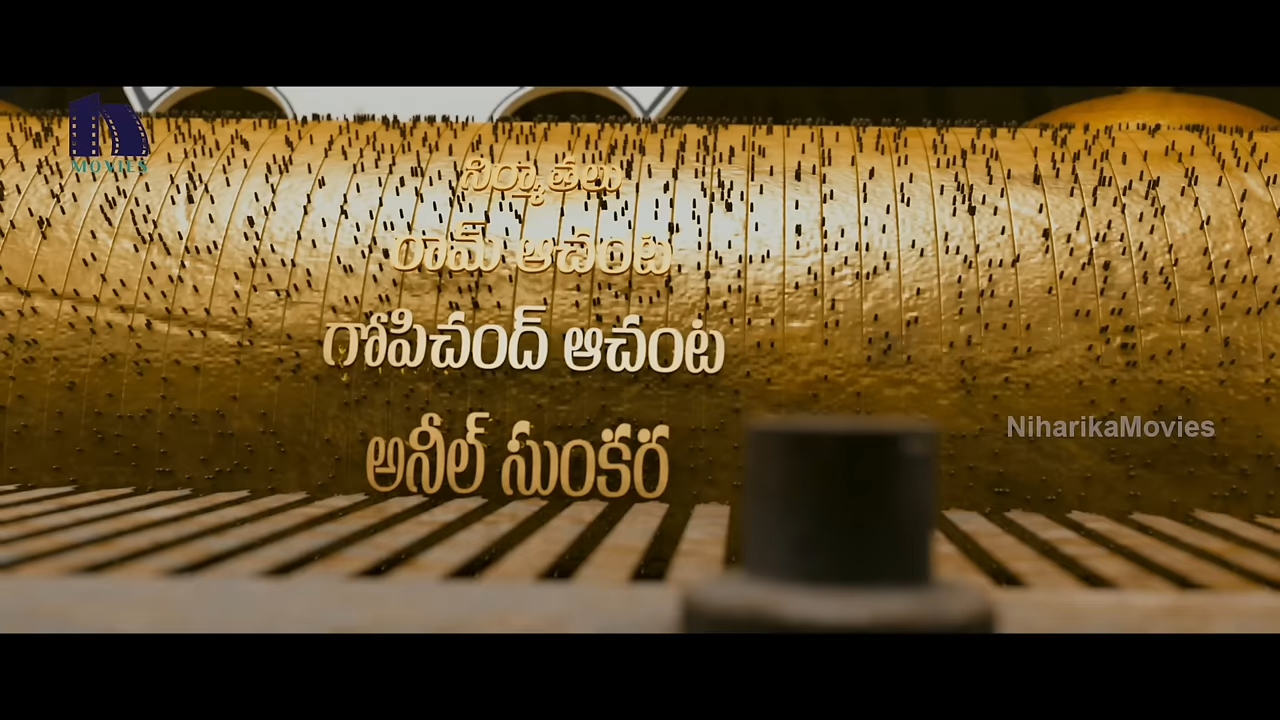 MOVIES
నిర్మాతలు
రామ్ ఆచంట
గోపిచంద్ ఆచంట
అనీల్ సుంకర
NiharikaMovies